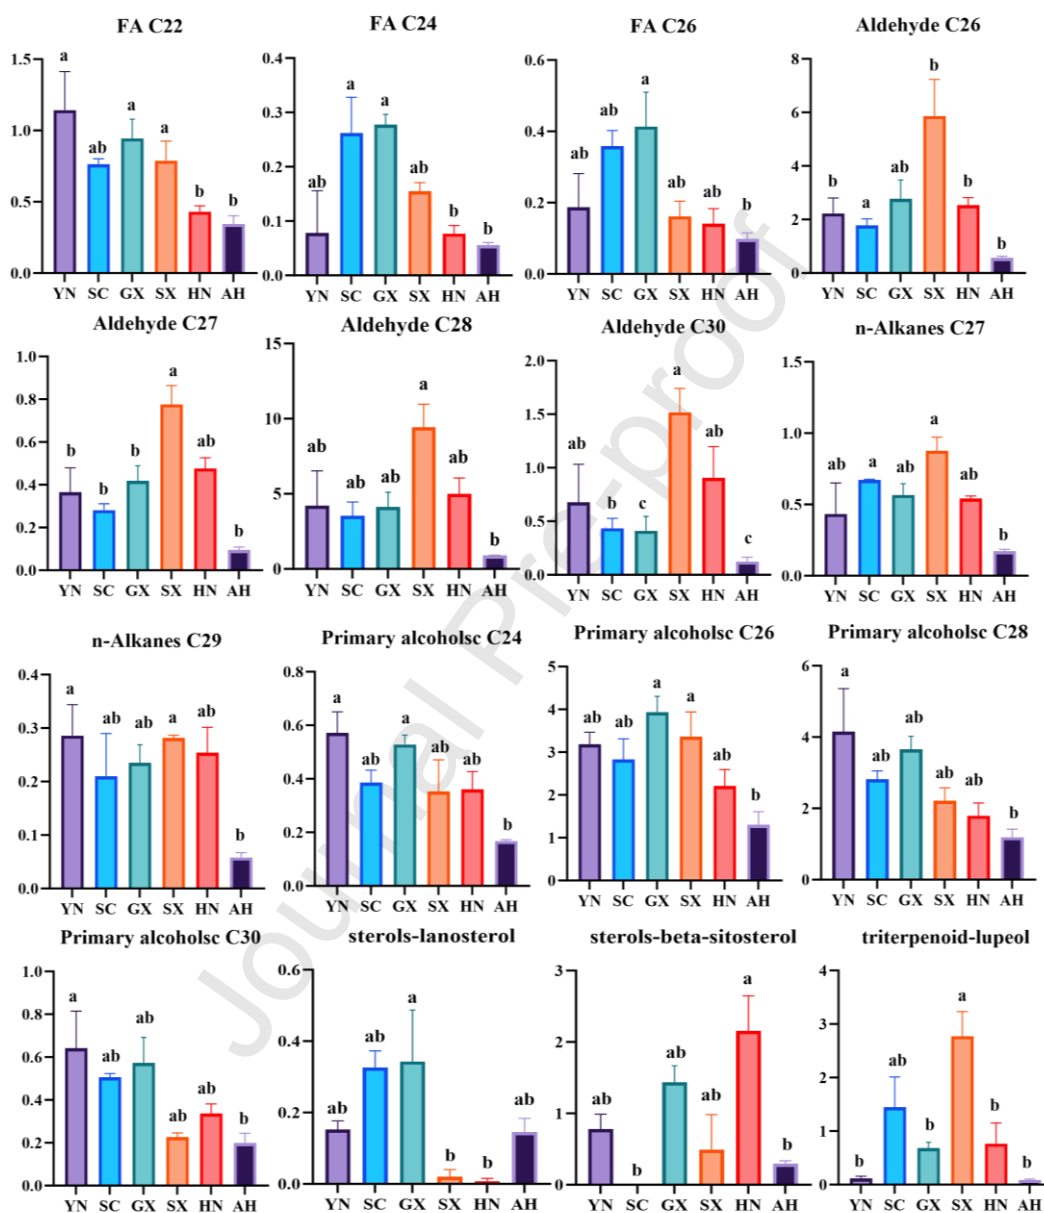 FA C22
FA C24
FA C26
Aldehyde C26
1.5
1.0
0.5
0.0
a
ab
a
a
b
b
YN SC GX SX HN AH
0.4
0.3
0.2
0.1
0.0
ab
a
a
ab
b
b
YN SC GX SX HN AH
0.6
0.4
0.2
0.0
ab
ab
a
ab
ab
b
YN SC GX SX HN AH
8
6
4
2
0
b
a
ab
b
b
b
YN SC GX SX HN AH
Aldehyde C27
Aldehyde C28
Aldehyde C30
n-Alkanes C27
1.0
0.8
0.6
0.4
0.2
0.0
b
b
b
a
ab
b
YN SC GX SX HN AH
15
10
5
0
ab
ab
ab
a
ab
b
YN SC GX SX HN AH
2.0
1.5
1.0
0.5
0.0
ab
b
c
a
ab
c
YN SC GX SX HN AH
1.5
1.0
0.5
0.0
ab
a
ab
a
ab
b
YN SC GX SX HN AH
n-Alkanes C29
Primary alcoholsc C24
Primary alcoholsc C26
Primary alcoholsc C28
0.4
0.3
0.2
0.1
0.0
a
ab
ab
a
ab
b
YN SC GX SX HN AH
0.8
0.6
0.4
0.2
0.0
a
ab
a
ab
ab
b
YN SC GX SX HN AH
5
4
3
2
1
0
ab
ab
a
a
ab
b
YN SC GX SX HN AH
6
4
2
0
a
ab
ab
ab
ab
b
YN SC GX SX HN AH
Primary alcoholsc C30
sterols-lanosterol
sterols-beta-sitosterol
triterpenoid-lupeol
1.0
0.8
0.6
0.4
0.2
0.0
a
ab
ab
ab
ab
b
YN SC GX SX HN AH
0.6
0.4
0.2
0.0
ab
ab
a
b
b
ab
YN SC GX SX HN AH
3
2
1
0
ab
b
ab
ab
a
b
YN SC GX SX HN AH
4
3
2
1
0
b
ab
b
a
b
b
YN SC GX SX HN AH
Journal Pre-proof